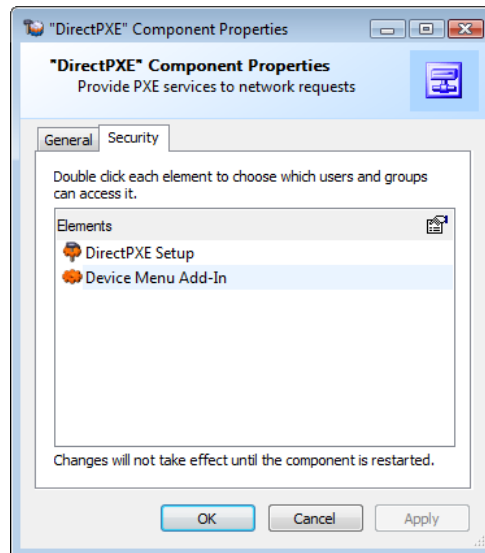 "DirectPXE" Component Properties
"DirectPXE" Component Properties
Provide PXE services to network requests
General Security
Double click each element to choose which users and groups
can access it.
Elements
DirectPXE Setup
Device Menu Add-In
Changes will not take effect until the component is restarted.
OK Cancel Apply